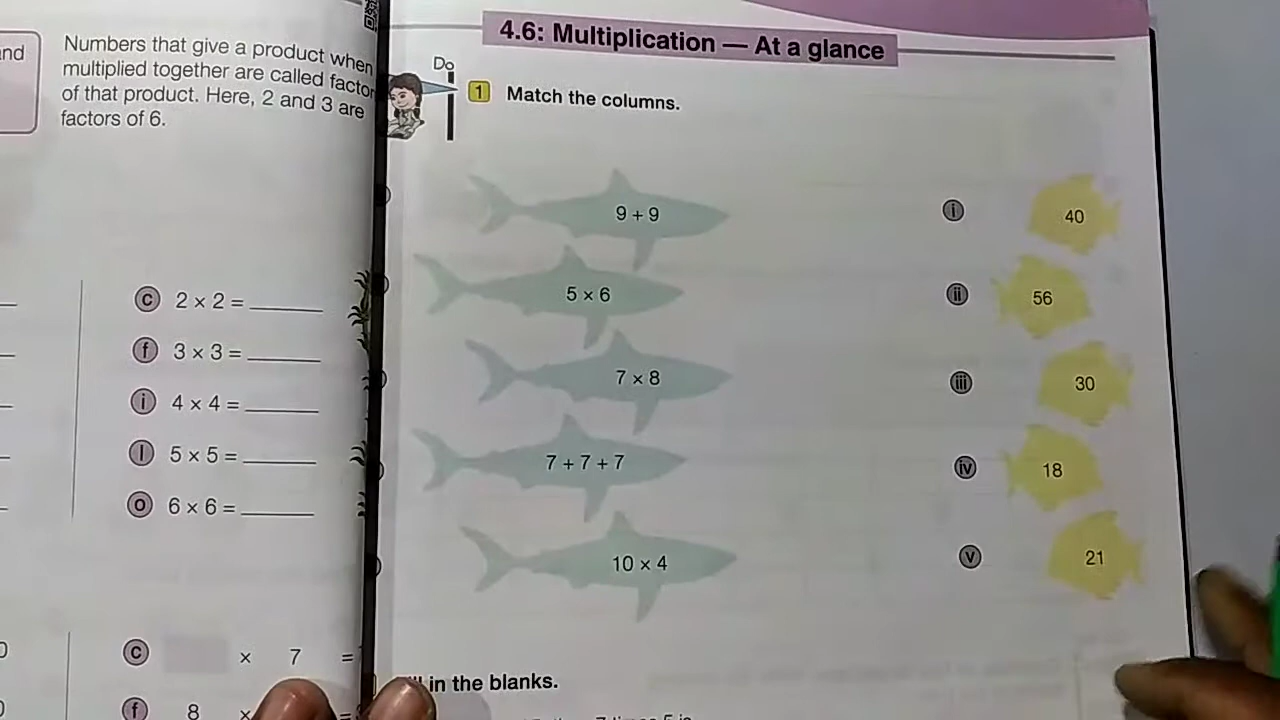 and
Numbers that give a product when
multiplied together are called factor
of that product. Here, 2 and 3 are
factors of 6.
c 2 × 2 =
f 3 × 3 =
i 4 × 4 =
l 5 × 5 =
o 6 × 6 =
c × 7 =
f 8 × =
4.6: Multiplication — At a glance
Do
1 Match the columns.
9 + 9 i 40
5 × 6 ii 56
7 × 8 iii 30
7 + 7 + 7 iv 18
10 × 4 v 21
in the blanks.